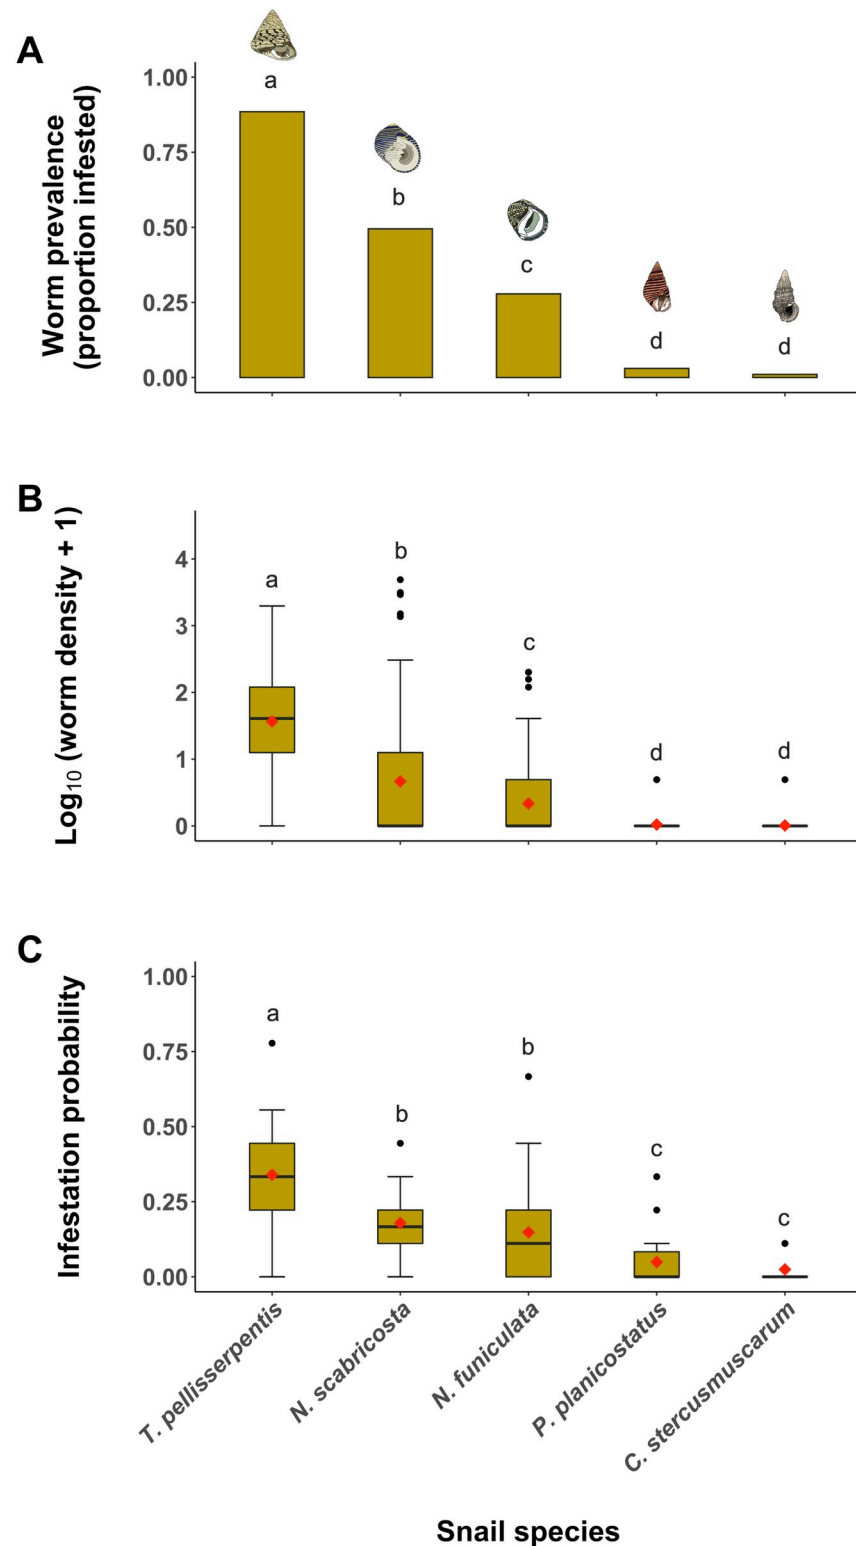 A
Worm prevalence
(proportion infested)
1.00
0.75
0.50
0.25
0.00
a
b
c
d
d
B
Log₁₀ (worm density + 1)
4
3
2
1
0
a
b
c
d
d
C
Infestation probability
1.00
0.75
0.50
0.25
0.00
a
b
b
c
c
T. pellisserpentis
N. scabricosta
N. funiculata
P. planicostatus
C. stercusmuscarum
Snail species